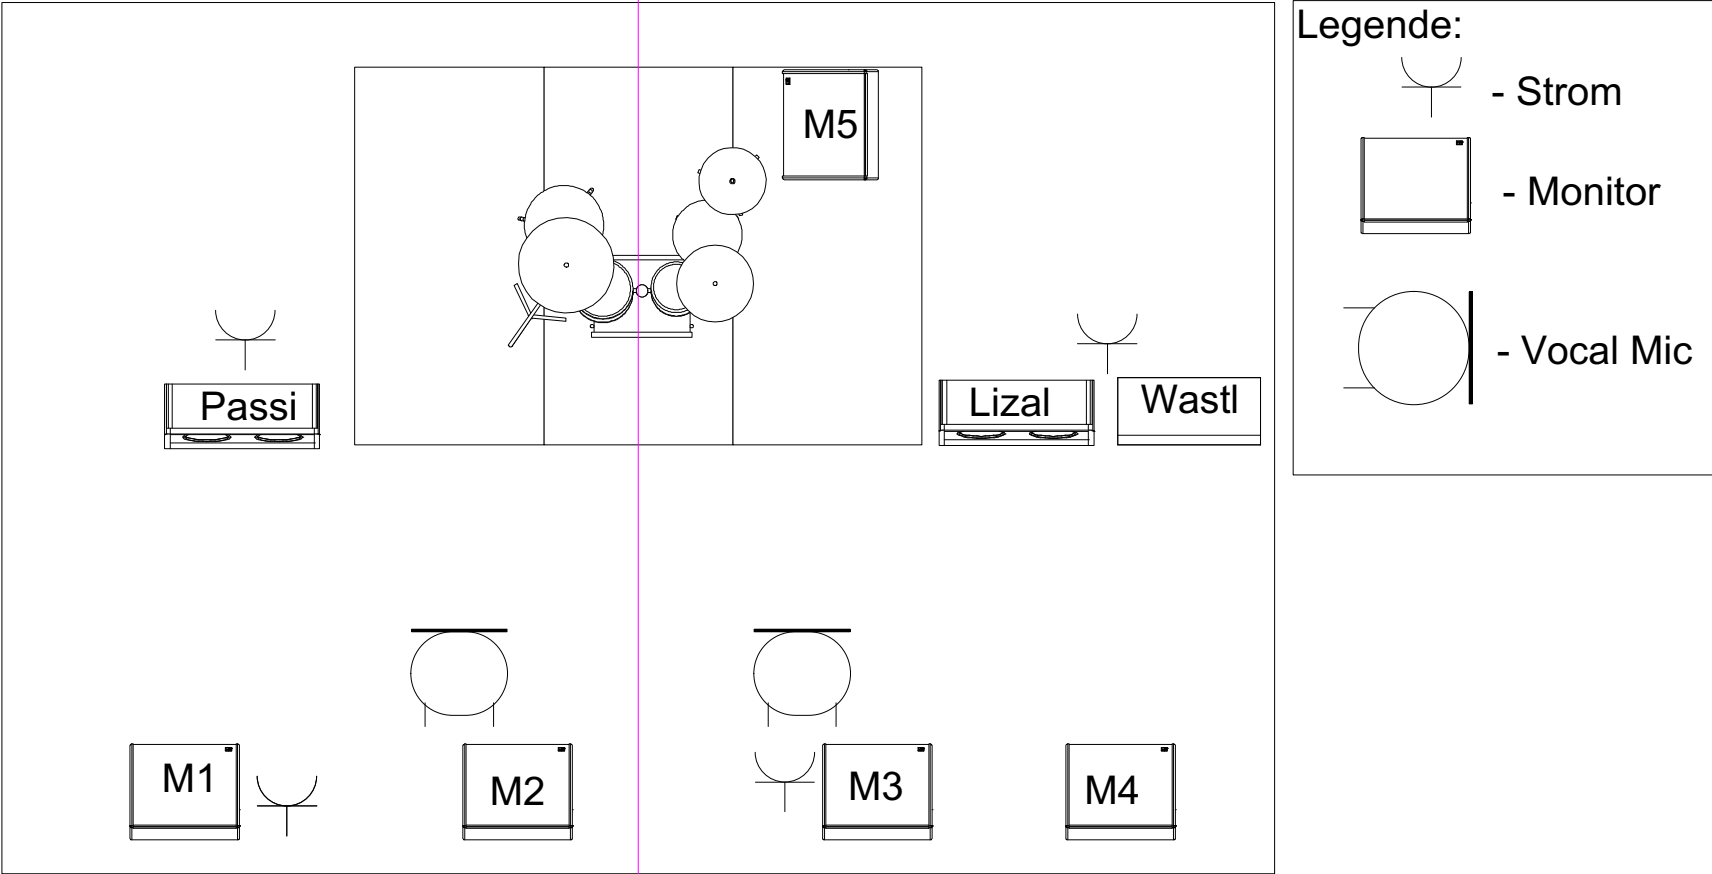 Legende:
- Strom
- Monitor
- Vocal Mic
M5
Passi
Lizal
Wastl
M1
M2
M3
M4